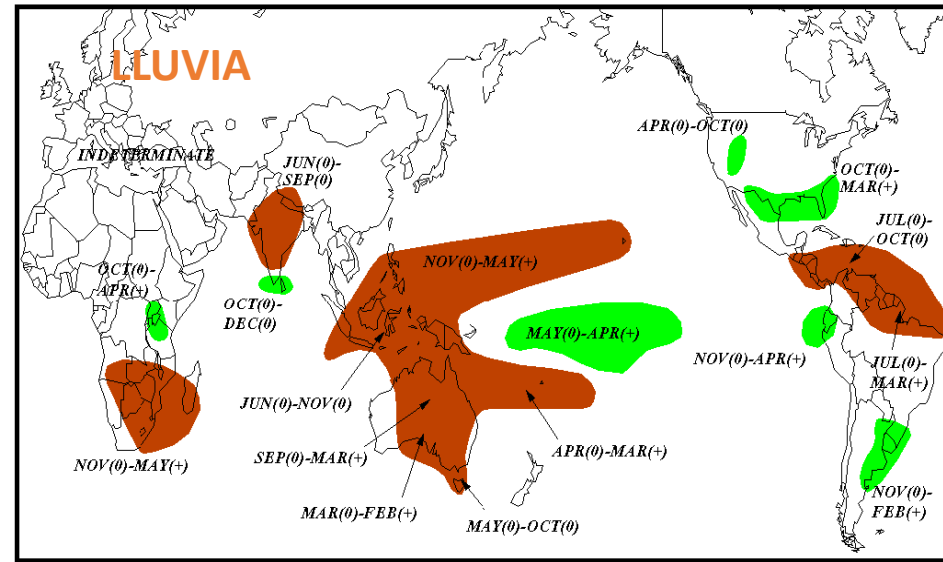 LLUVIA
APR(0)-OCT(0)
INDETERMINATE
JUN(0)-
SEP(0)
OCT(0)-
MAR(+)
JUL(0)-
OCT(0)
OCT(0)-
APR(+)
NOV(0)-MAY(+)
OCT(0)-
DEC(0)
MAY(0)-APR(+)
NOV(0)-APR(+)
JUL(0)-
MAR(+)
JUN(0)-NOV(0)
SEP(0)-MAR(+)
APR(0)-MAR(+)
NOV(0)-MAY(+)
MAR(0)-FEB(+)
MAY(0)-OCT(0)
NOV(0)-
FEB(+)